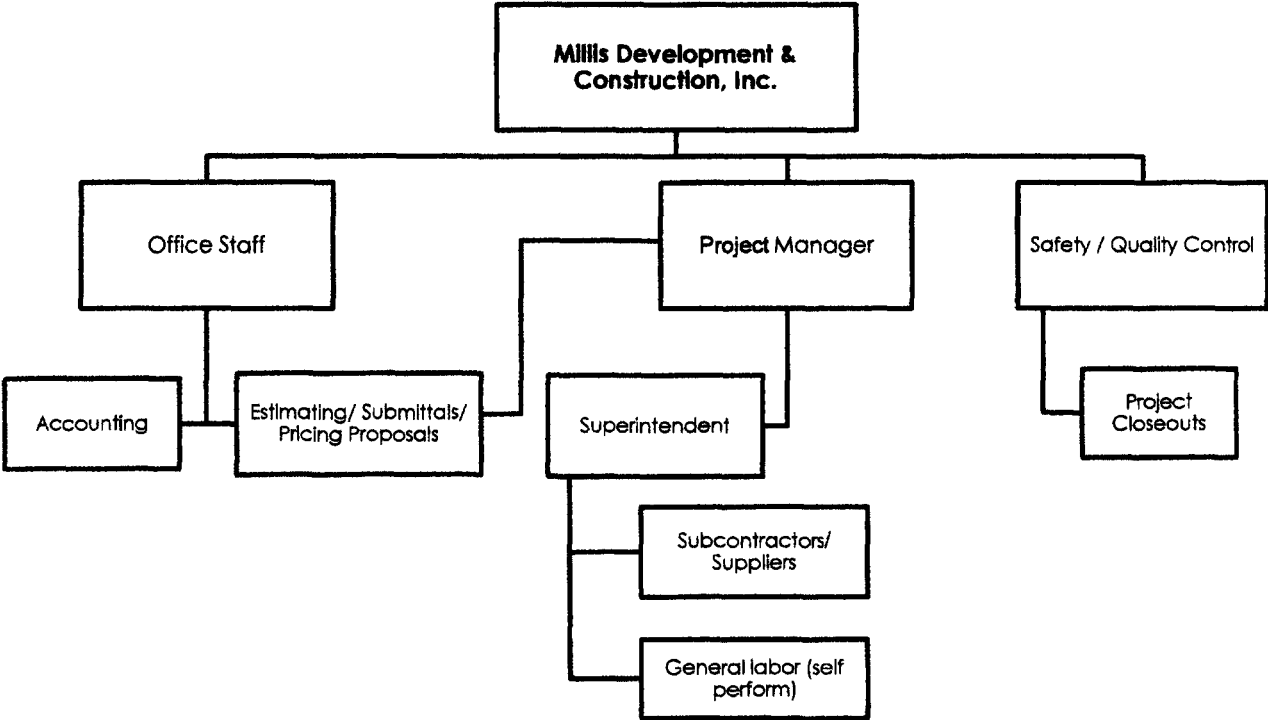 Millis Development &
Construction, Inc.
Office Staff
Project Manager
Safety / Quality Control
Accounting
Estimating/ Submittals/
Pricing Proposals
Superintendent
Project
Closeouts
Subcontractors/
Suppliers
General labor (self
perform)